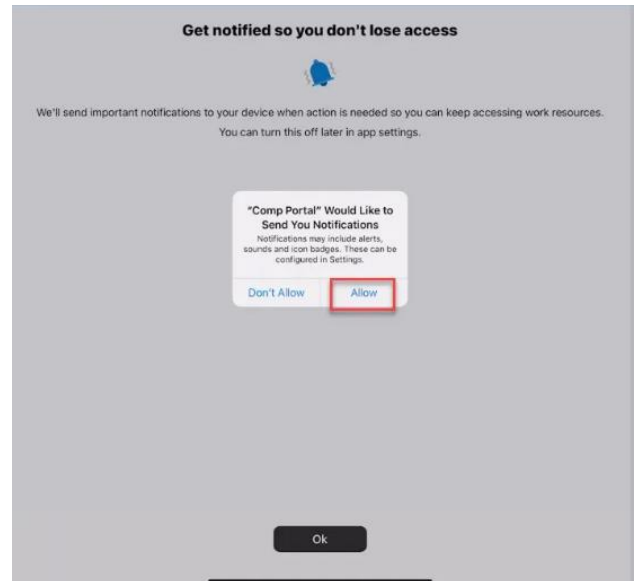 Get notified so you don't lose access
We'll send important notifications to your device when action is needed so you can keep accessing work resources.
You can turn this off later in app settings.
"Comp Portal" Would Like to
Send You Notifications
Notifications may include alerts,
sounds and icon badges. These can be
configured in Settings.
Don't Allow
Allow
Ok